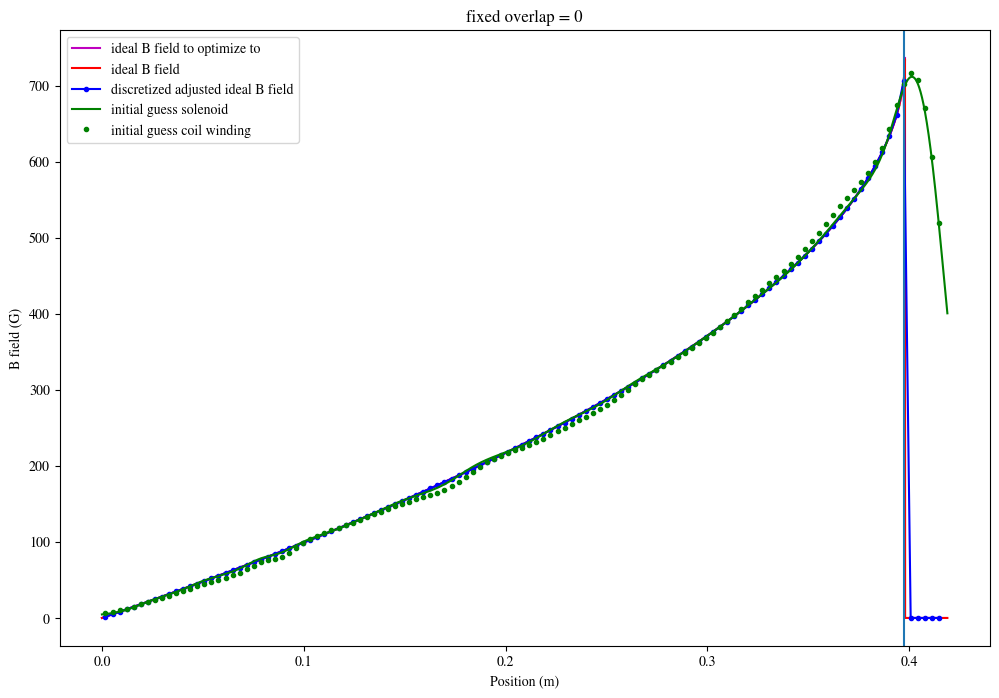 fixed overlap = 0
ideal B field to optimize to
ideal B field
discretized adjusted ideal B field
initial guess solenoid
initial guess coil winding
B field (G)
700
600
500
400
300
200
100
0
0.0 0.1 0.2 0.3 0.4
Position (m)